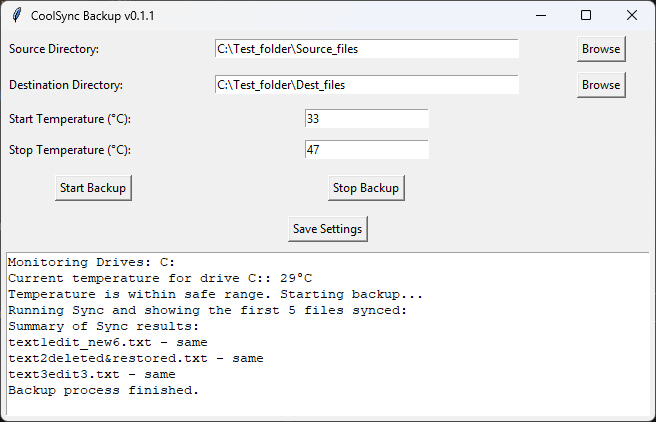 CoolSync Backup v0.1.1
Source Directory: C:\Test_folder\Source_files Browse
Destination Directory: C:\Test_folder\Dest_files Browse
Start Temperature (°C): 33
Stop Temperature (°C): 47
Start Backup Stop Backup
Save Settings
Monitoring Drives: C:
Current temperature for drive C:: 29°C
Temperature is within safe range. Starting backup...
Running Sync and showing the first 5 files synced:
Summary of Sync results:
text1edit_new6.txt - same
text2deleted&restored.txt - same
text3edit3.txt - same
Backup process finished.